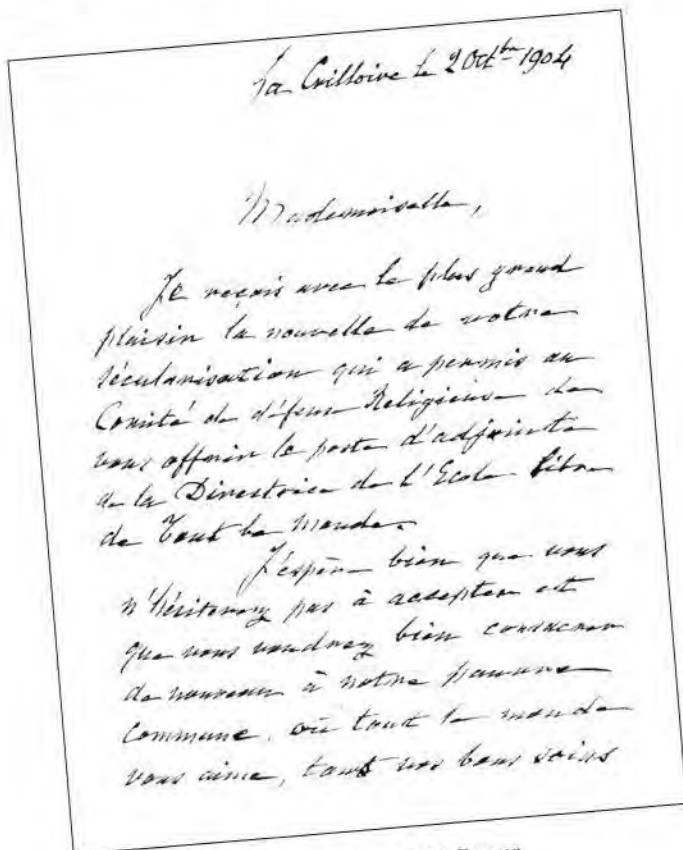 La Crilloire le 2 Octbre 1904
Mademoiselle,
Je reçois avec le plus grand
plaisir la nouvelle de votre
sécularisation qui a permis au
Comité de défense Religieuse de
vous offrir le poste d'adjointe
de la Directrice de l'Ecole libre
de Tout le Monde.
J'espère bien que vous
n'hésiterez pas à accepter et
que vous voudrez bien consacrer
de nouveau à notre pauvre
Commune, où tout le monde
vous aime, tous vos bons soins